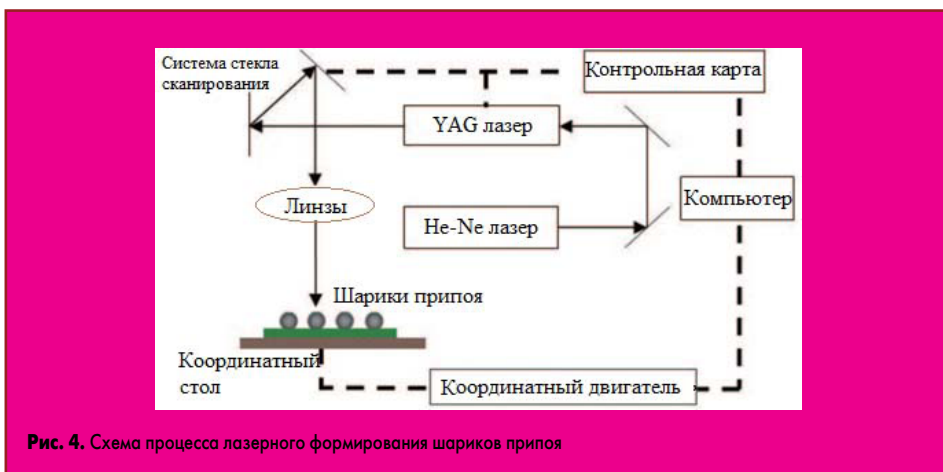 Система стекла
сканирования
Контрольная карта
YAG лазер
Компьютер
Линзы
He-Ne лазер
Шарики припоя
Координатный
стол
Координатный двигатель
Рис. 4. Схема процесса лазерного формирования шариков припоя